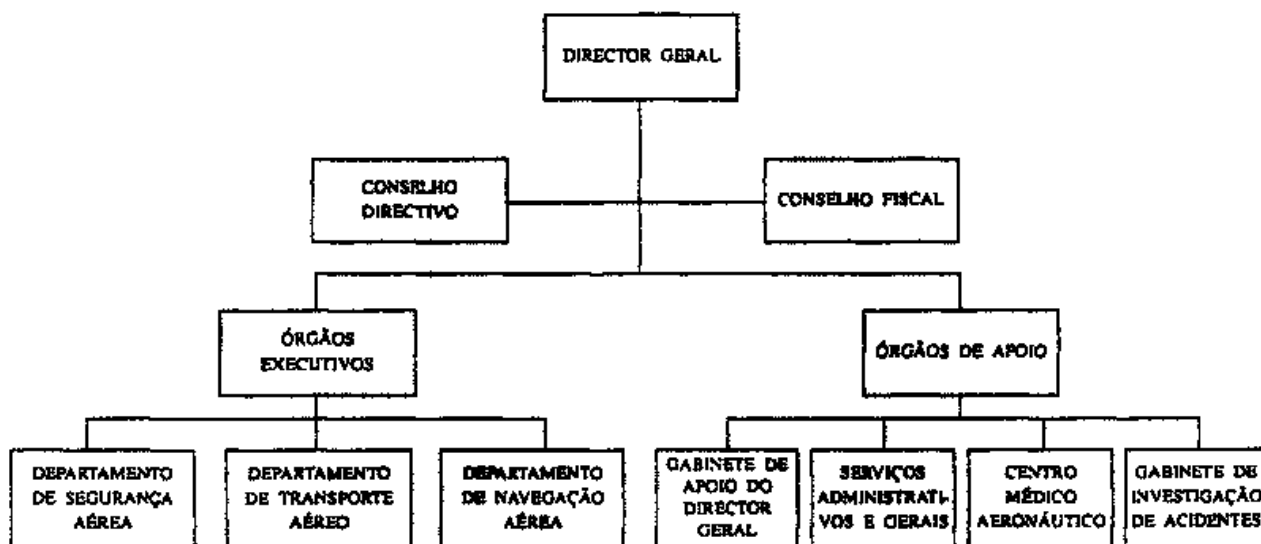 DIRECTOR GERAL
CONSELHO
DIRECTIVO
CONSELHO FISCAL
ÓRGÃOS
EXECUTIVOS
ÓRGÃOS DE APOIO
DEPARTAMENTO
DE SEGURANÇA
AÉREA
DEPARTAMENTO
DE TRANSPORTE
AÉREO
DEPARTAMENTO
DE NAVEGAÇÃO
AÉREA
GABINETE DE
APOIO DO
DIRECTOR
GERAL
SERVIÇOS
ADMINISTRATI-
VOS E GERAIS
CENTRO
MÉDICO
AERONÁUTICO
GABINETE DE
INVESTIGAÇÃO
DE ACIDENTES